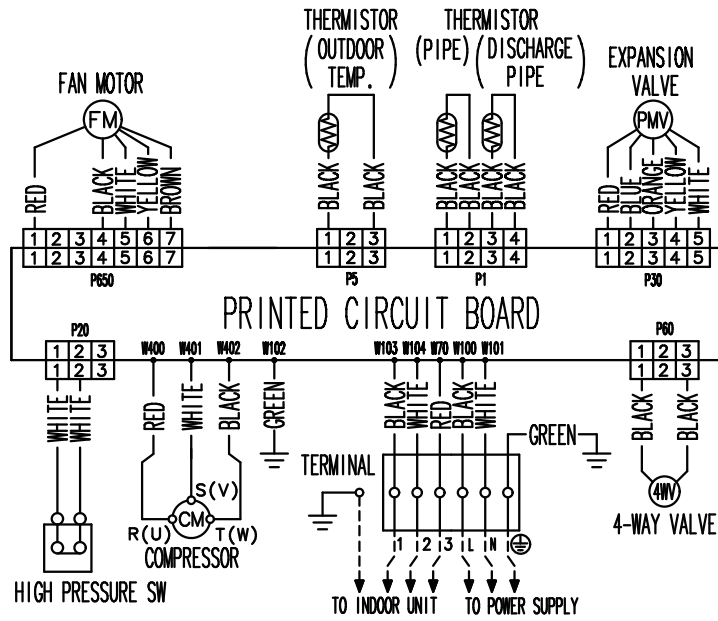 THERMISTOR
(OUTDOOR TEMP.)
THERMISTOR
(PIPE) (DISCHARGE PIPE)
EXPANSION
VALVE
FAN MOTOR
FM
PMV
RED
BLACK
WHITE
YELLOW
BROWN
BLACK
BLACK
BLACK
BLACK
BLACK
BLACK
RED
BLUE
ORANGE
YELLOW
WHITE
1 2 3 4 5 6 7
1 2 3 4 5 6 7
1 2 3
1 2 3
1 2 3 4
1 2 3 4
1 2 3 4 5
1 2 3 4 5
P650
P5
P1
P30
PRINTED CIRCUIT BOARD
P20
1 2 3
1 2 3
W400
W401
W402
W102
W103
W104
W70
W100
W101
P60
1 2 3
1 2 3
WHITE
WHITE
RED
WHITE
BLACK
GREEN
BLACK
WHITE
RED
BLACK
WHITE
GREEN
BLACK
BLACK
TERMINAL
S(V)
CM
R(U)
T(W)
COMPRESSOR
4WV
4-WAY VALVE
HIGH PRESSURE SW
1 2 3 L N
TO INDOOR UNIT
TO POWER SUPPLY